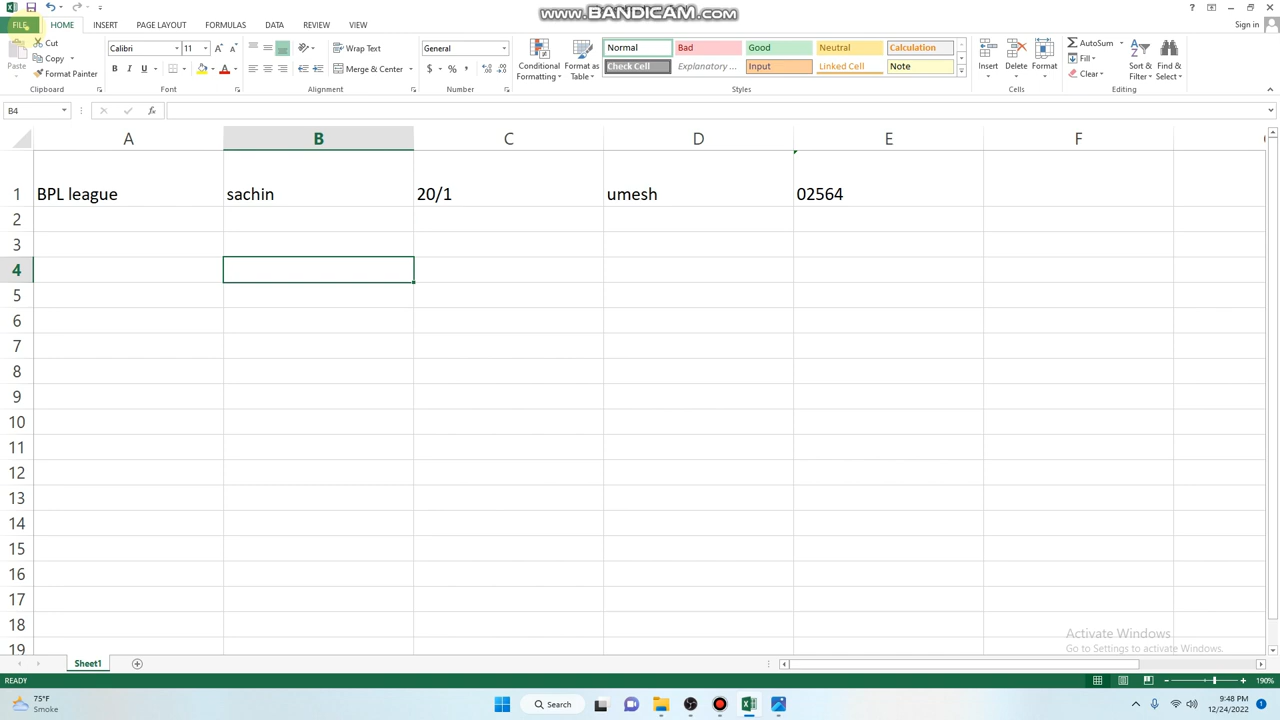 www.BANDICAM.com
Sign in
FILE HOME INSERT PAGE LAYOUT FORMULAS DATA REVIEW VIEW
Paste
Cut
Copy
Format Painter
Clipboard
Calibri 11
B I U A
Font
Wrap Text
Merge & Center
Alignment
General
$ % ,
Number
Conditional Formatting
Format as Table
Normal Bad Good Neutral Calculation
Check Cell Explanatory ... Input Linked Cell Note
Styles
Insert Delete Format
Cells
AutoSum
Fill
Clear
Sort & Filter
Find & Select
Editing
B4 fx
A B C D E F
1 BPL league sachin 20/1 umesh 02564
2
3
4
5
6
7
8
9
10
11
12
13
14
15
16
17
18
19
Activate Windows
Go to Settings to activate Windows.
Sheet1
READY 190%
75°F
Smoke
Search
9:48 PM
12/24/2022